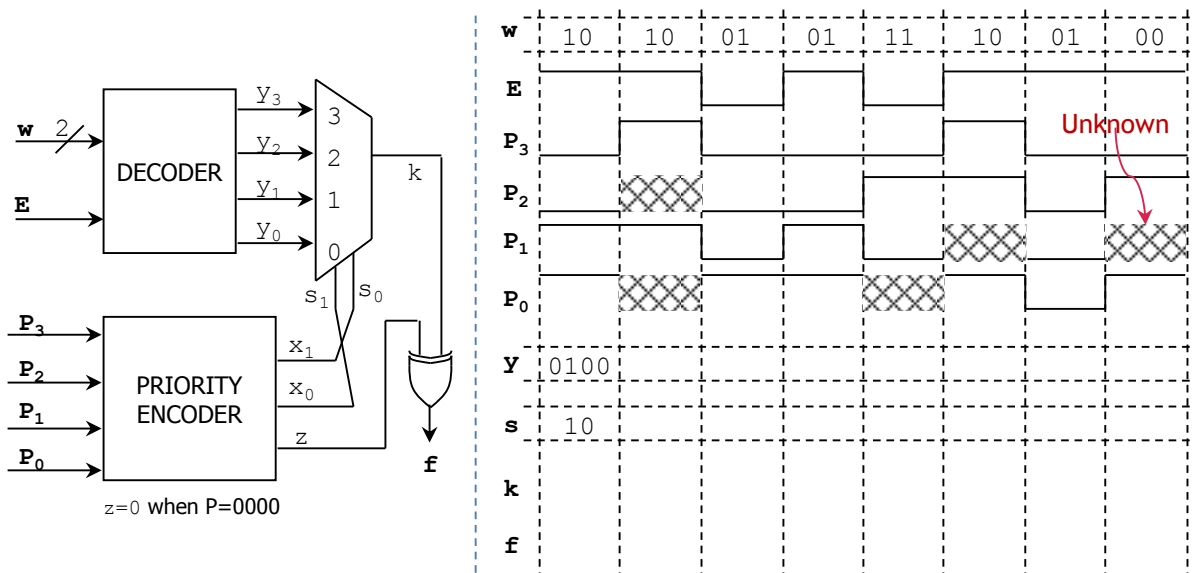 w
2
E
DECODER
y3
y2
y1
y0
3
2
1
0
k
s1
s0
P3
P2
P1
P0
PRIORITY
ENCODER
x1
x0
z
f
z=0 when P=0000
w 10 10 01 01 11 10 01 00
E
P3
Unknown
P2
P1
P0
y 0100
s 10
k
f